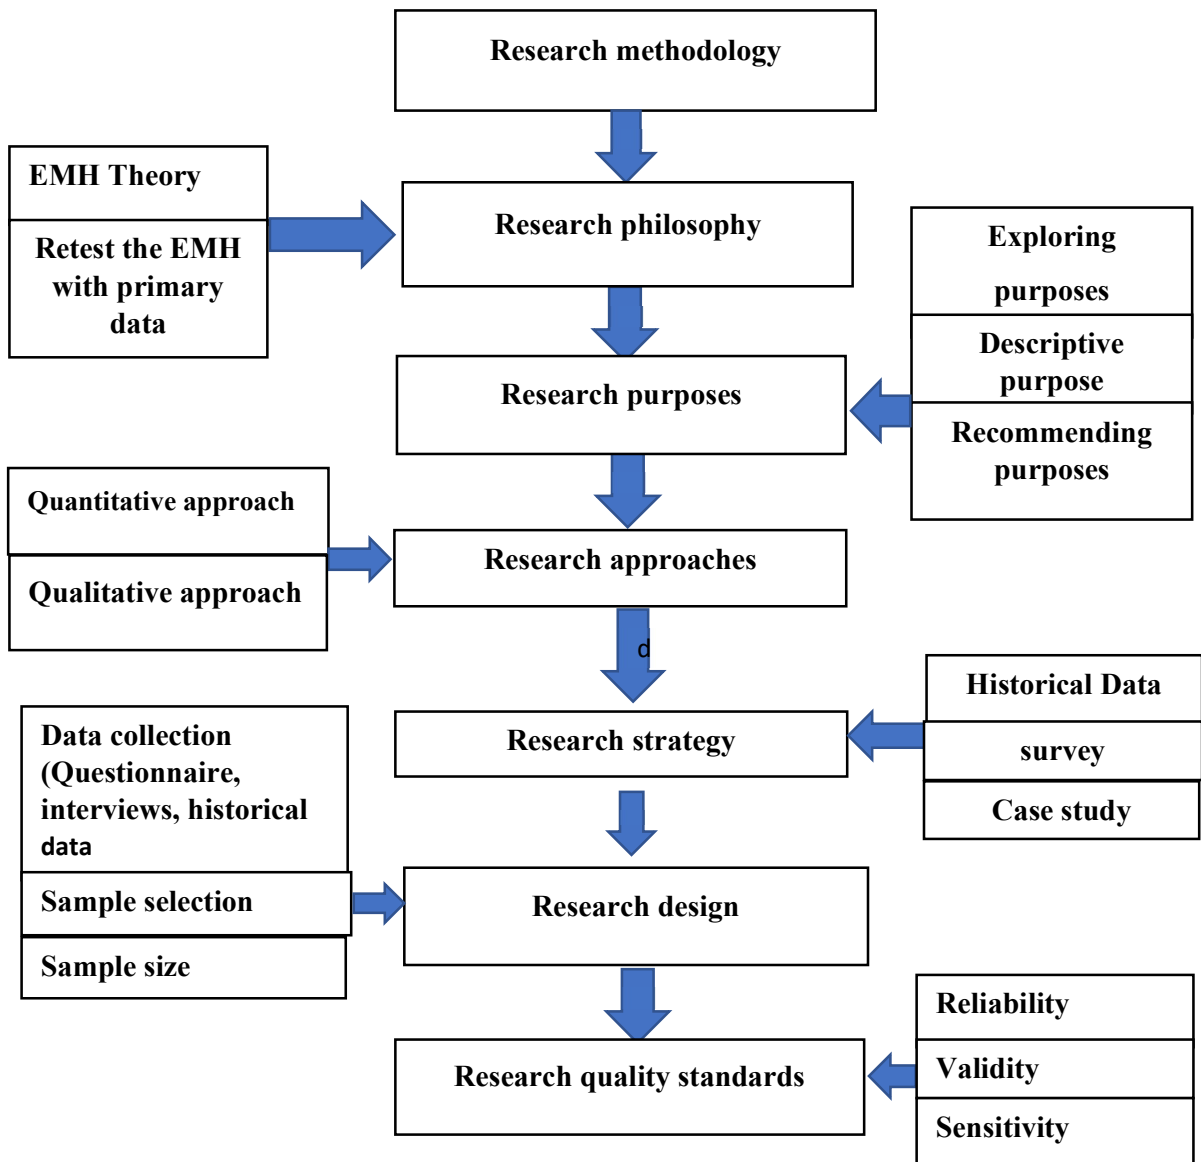 Research methodology
EMH Theory
Retest the EMH
with primary
data
Research philosophy
Exploring
purposes
Descriptive
purpose
Recommending
purposes
Research purposes
Quantitative approach
Qualitative approach
Research approaches
d
Historical Data
survey
Case study
Research strategy
Data collection
(Questionnaire,
interviews, historical
data
Sample selection
Sample size
Research design
Reliability
Validity
Sensitivity
Research quality standards